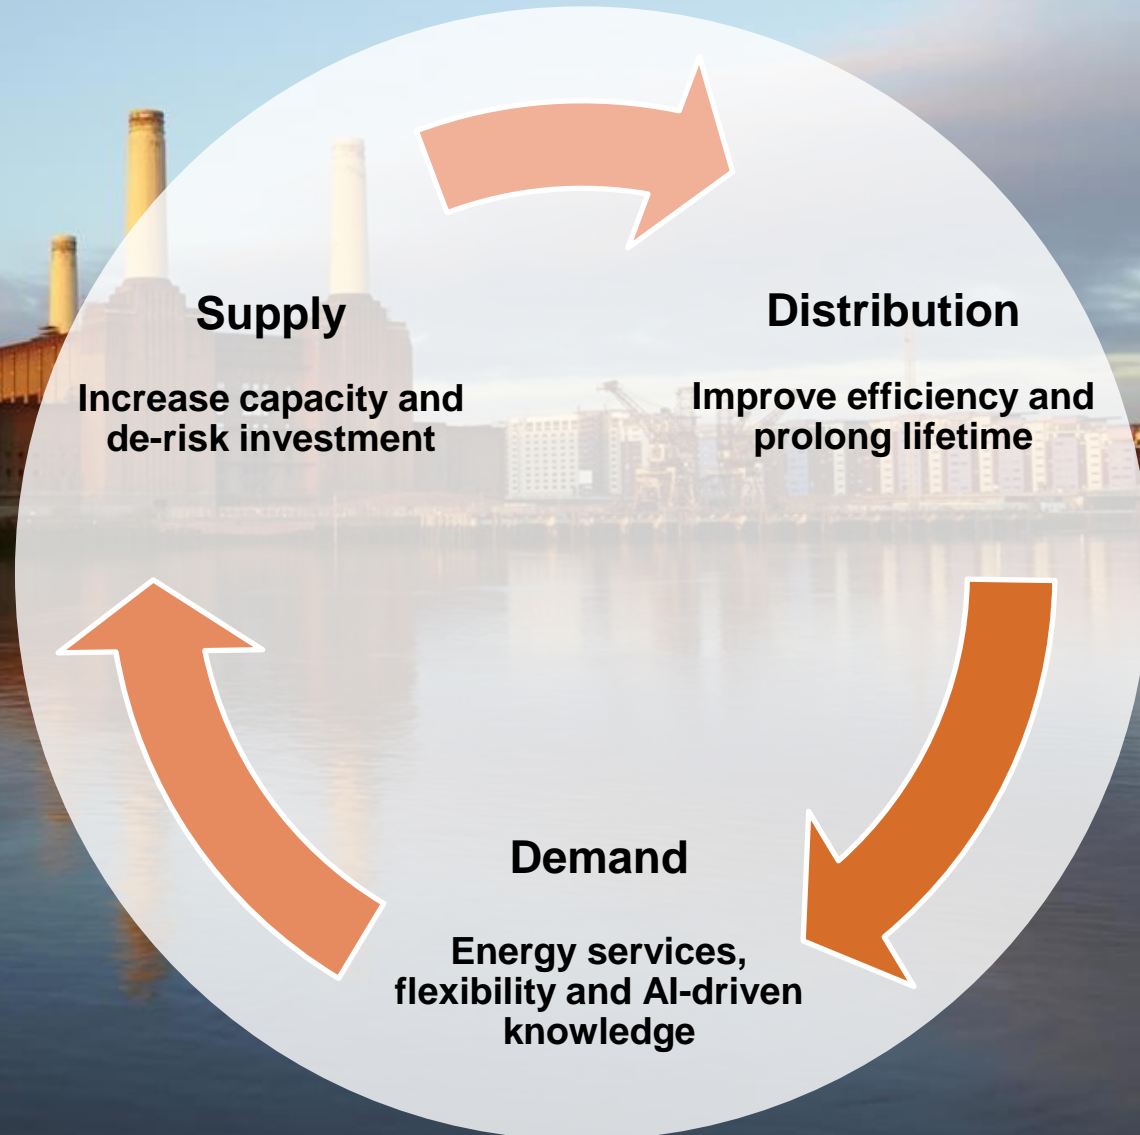 Supply
Increase capacity and
de-risk investment
Distribution
Improve efficiency and
prolong lifetime
Demand
Energy services,
flexibility and AI-driven
knowledge